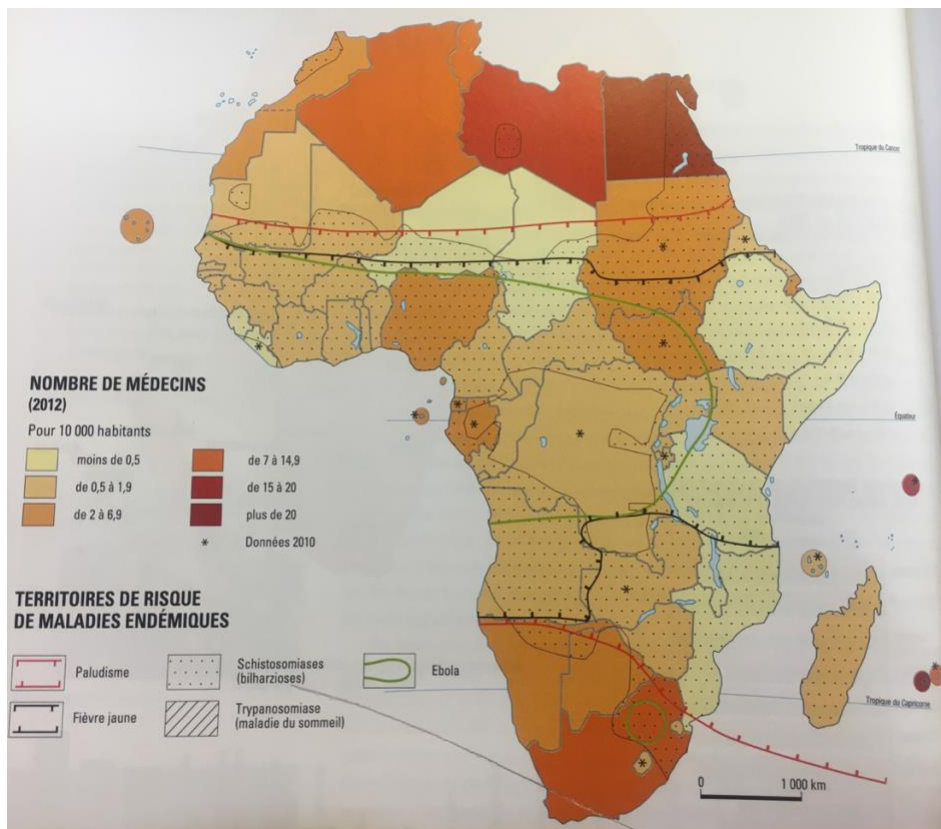 Tropique du Cancer
Équateur
Tropique du Capricorne
NOMBRE DE MÉDECINS
(2012)
Pour 10 000 habitants
moins de 0,5
de 0,5 à 1,9
de 2 à 6,9
de 7 à 14,9
de 15 à 20
plus de 20
* Données 2010
TERRITOIRES DE RISQUE
DE MALADIES ENDÉMIQUES
Paludisme
Fièvre jaune
Schistosomiases
(bilharzioses)
Trypanosomiase
(maladie du sommeil)
Ebola
0 1 000 km